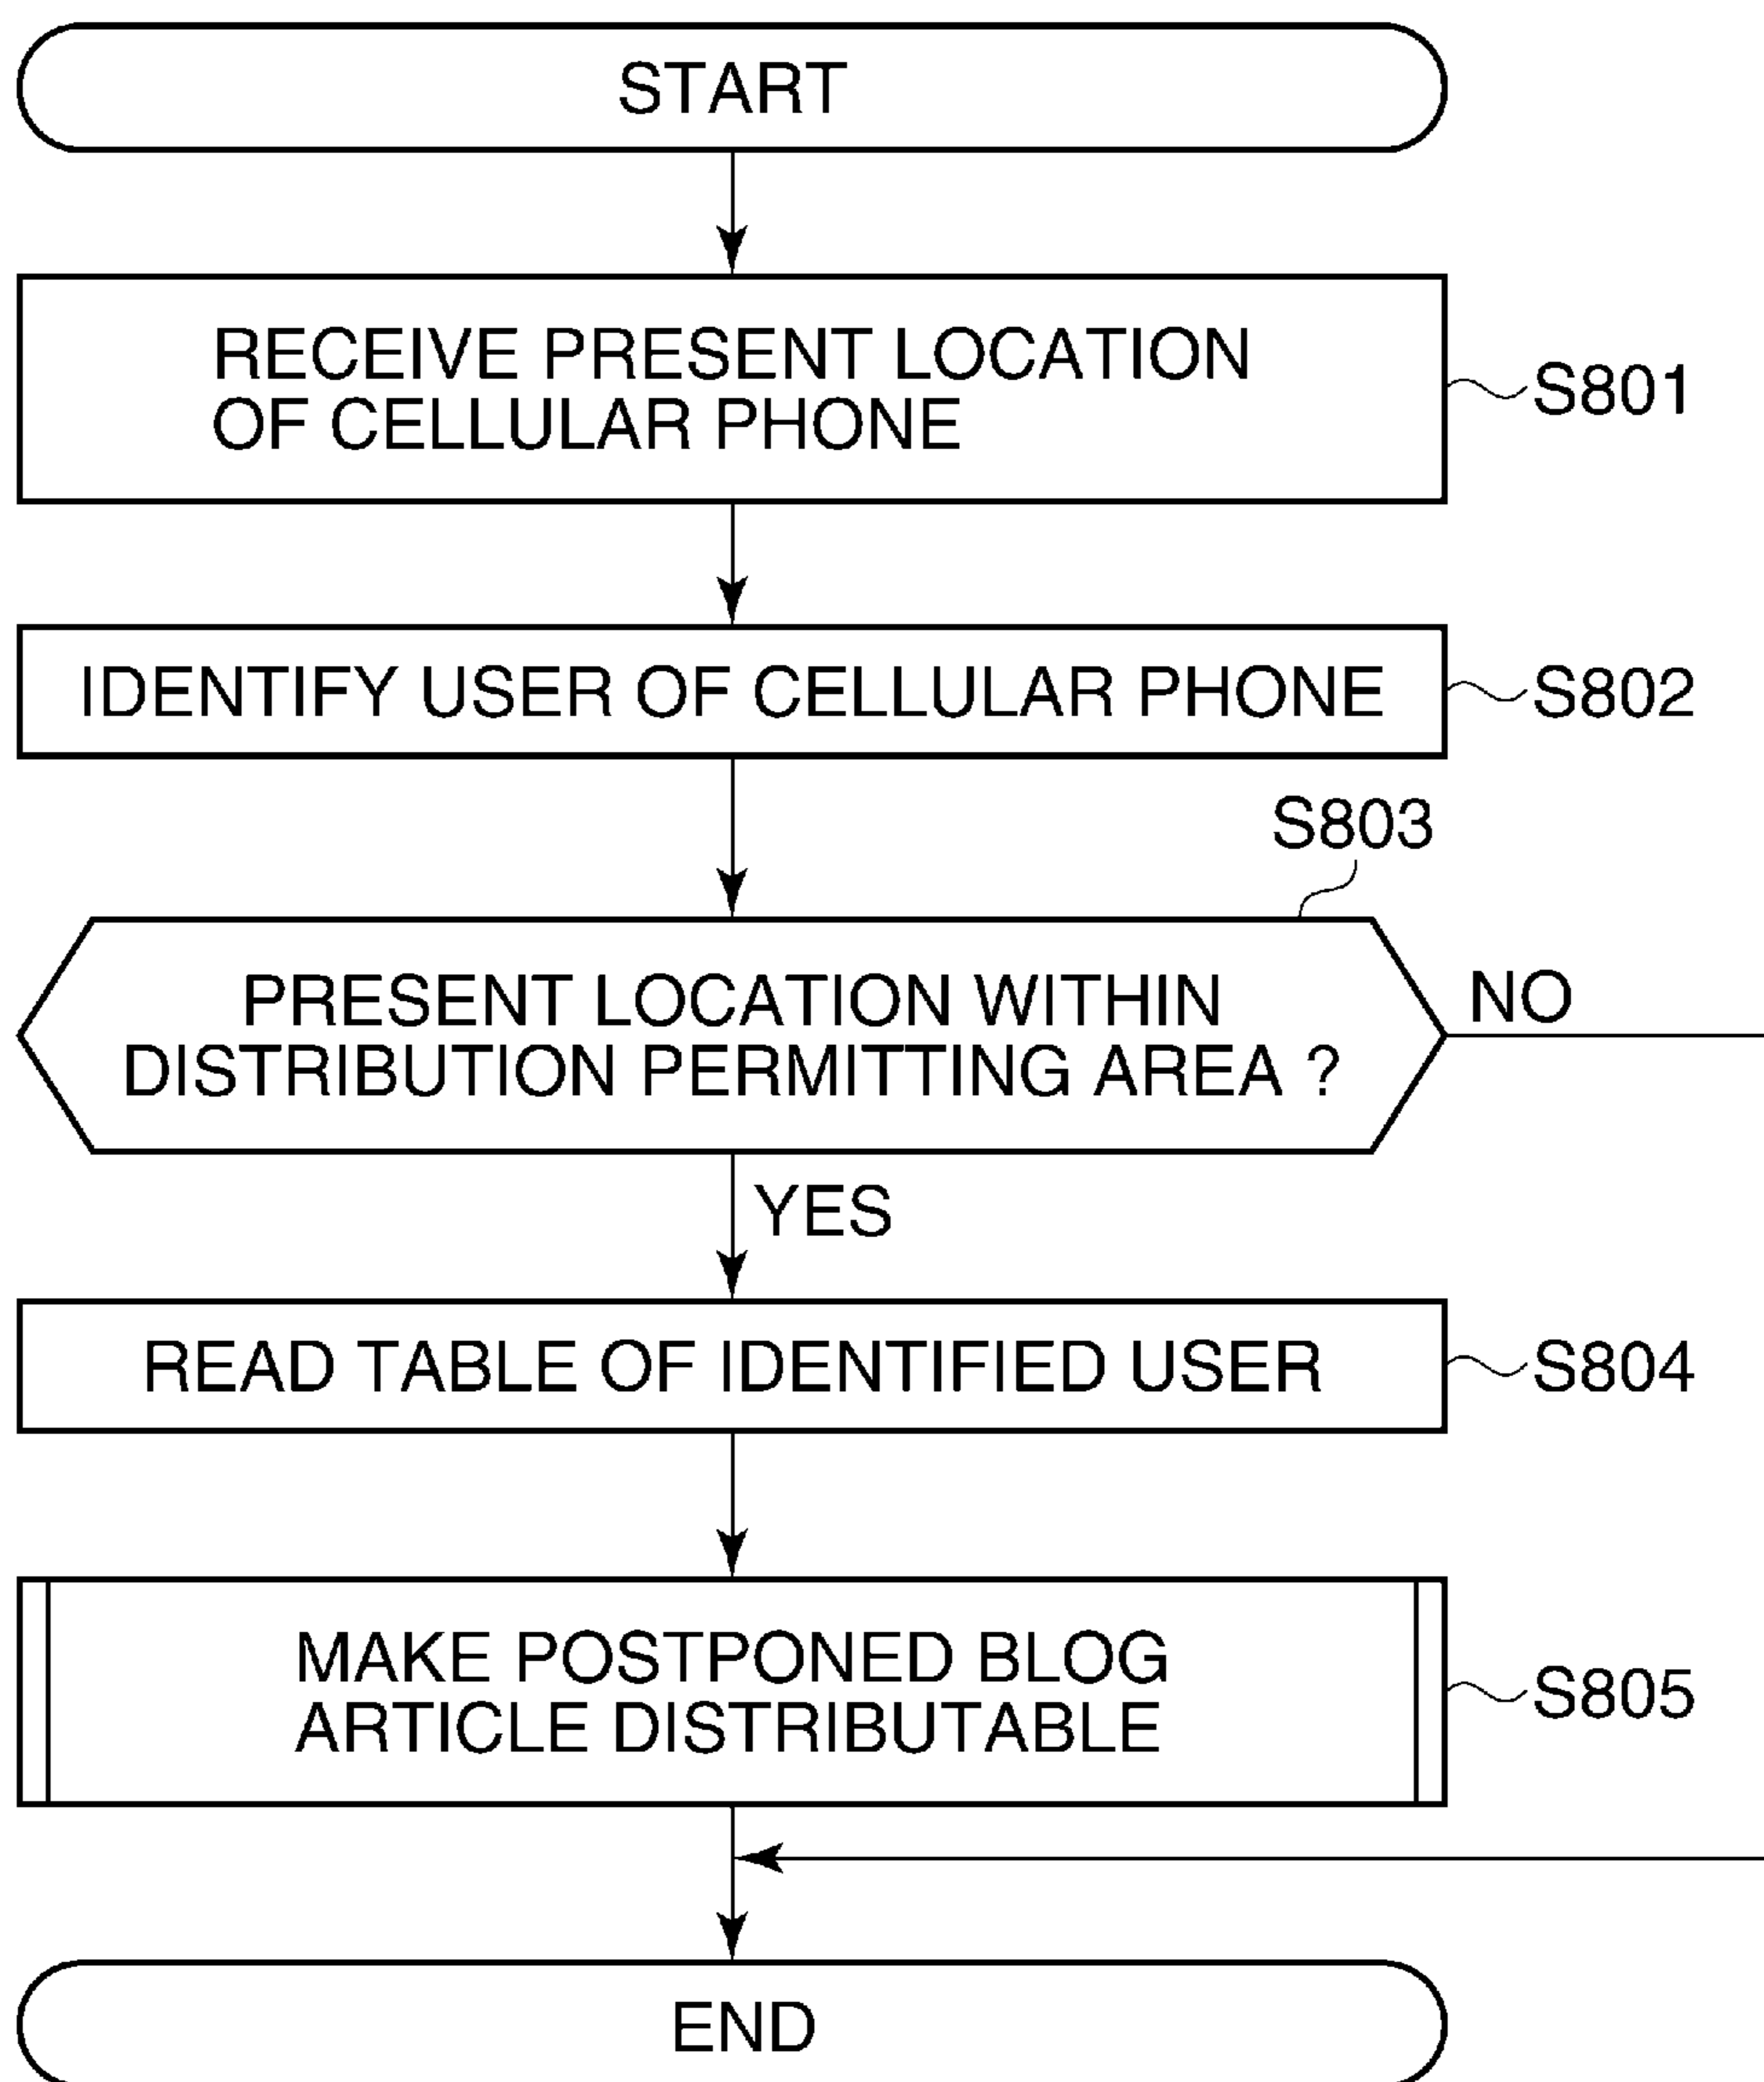 START
RECEIVE PRESENT LOCATION
OF CELLULAR PHONE
S801
IDENTIFY USER OF CELLULAR PHONE
S802
S803
PRESENT LOCATION WITHIN
DISTRIBUTION PERMITTING AREA ?
NO
YES
READ TABLE OF IDENTIFIED USER
S804
MAKE POSTPONED BLOG
ARTICLE DISTRIBUTABLE
S805
END